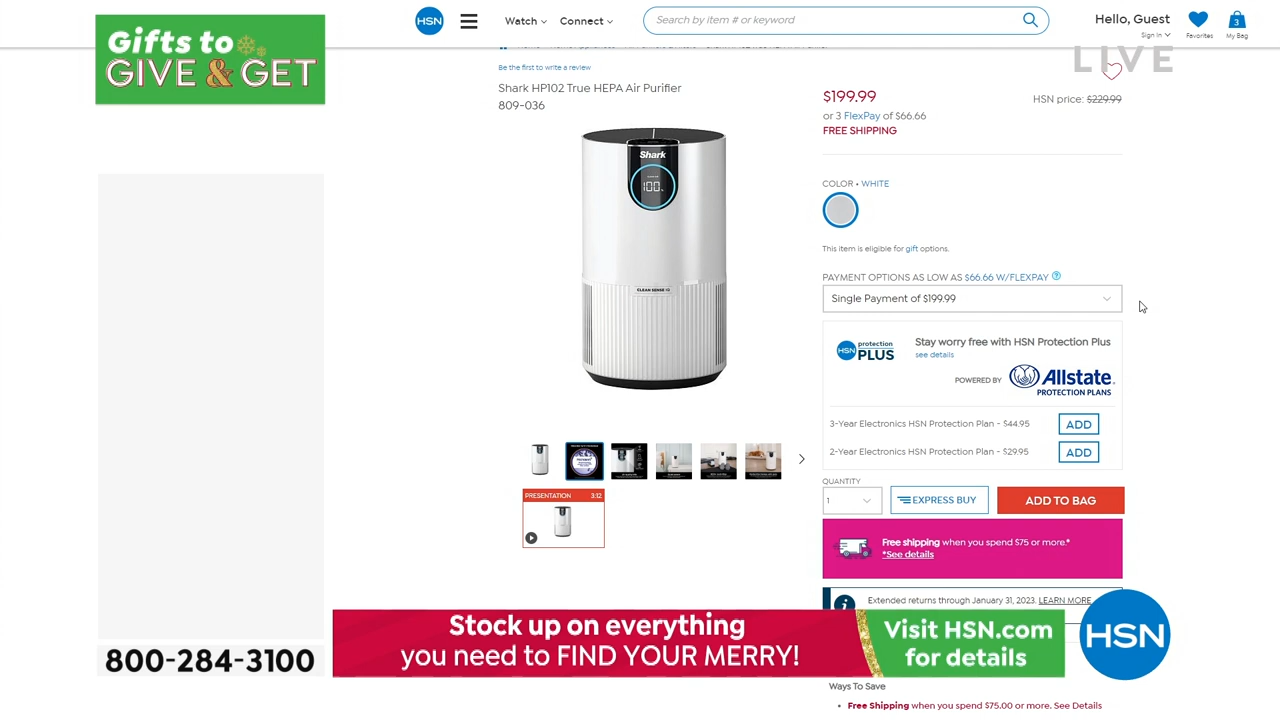 Gifts to
GIVE & GET
HSN
Watch
Connect
Search by item # or keyword
Hello, Guest
Sign in
Favorites
3
My Bag
LIVE
Be the first to write a review
Shark HP102 True HEPA Air Purifier
809-036
Shark
100%
CLEAN SENSE IQ
$199.99
HSN price: $229.99
or 3 FlexPay of $66.66
FREE SHIPPING
COLOR • WHITE
This item is eligible for gift options.
PAYMENT OPTIONS AS LOW AS $66.66 W/FLEXPAY ?
Single Payment of $199.99
HSN protection PLUS
Stay worry free with HSN Protection Plus
see details
POWERED BY Allstate.
PROTECTION PLANS
3-Year Electronics HSN Protection Plan - $44.95 ADD
2-Year Electronics HSN Protection Plan - $29.95 ADD
QUANTITY
1
EXPRESS BUY
ADD TO BAG
PRESENTATION 3:12
Free shipping when you spend $75 or more.*
*See details
Extended returns through January 31, 2023. LEARN MORE
800-284-3100
Stock up on everything
you need to FIND YOUR MERRY!
Visit HSN.com
for details
HSN
Ways To Save
• Free Shipping when you spend $75.00 or more. See Details